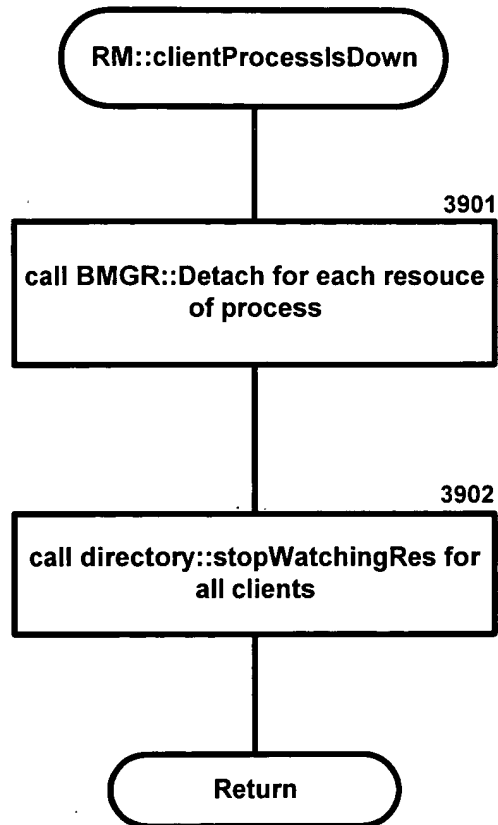 RM::clientProcessIsDown
3901
call BMGR::Detach for each resouce
of process
3902
call directory::stopWatchingRes for
all clients
Return